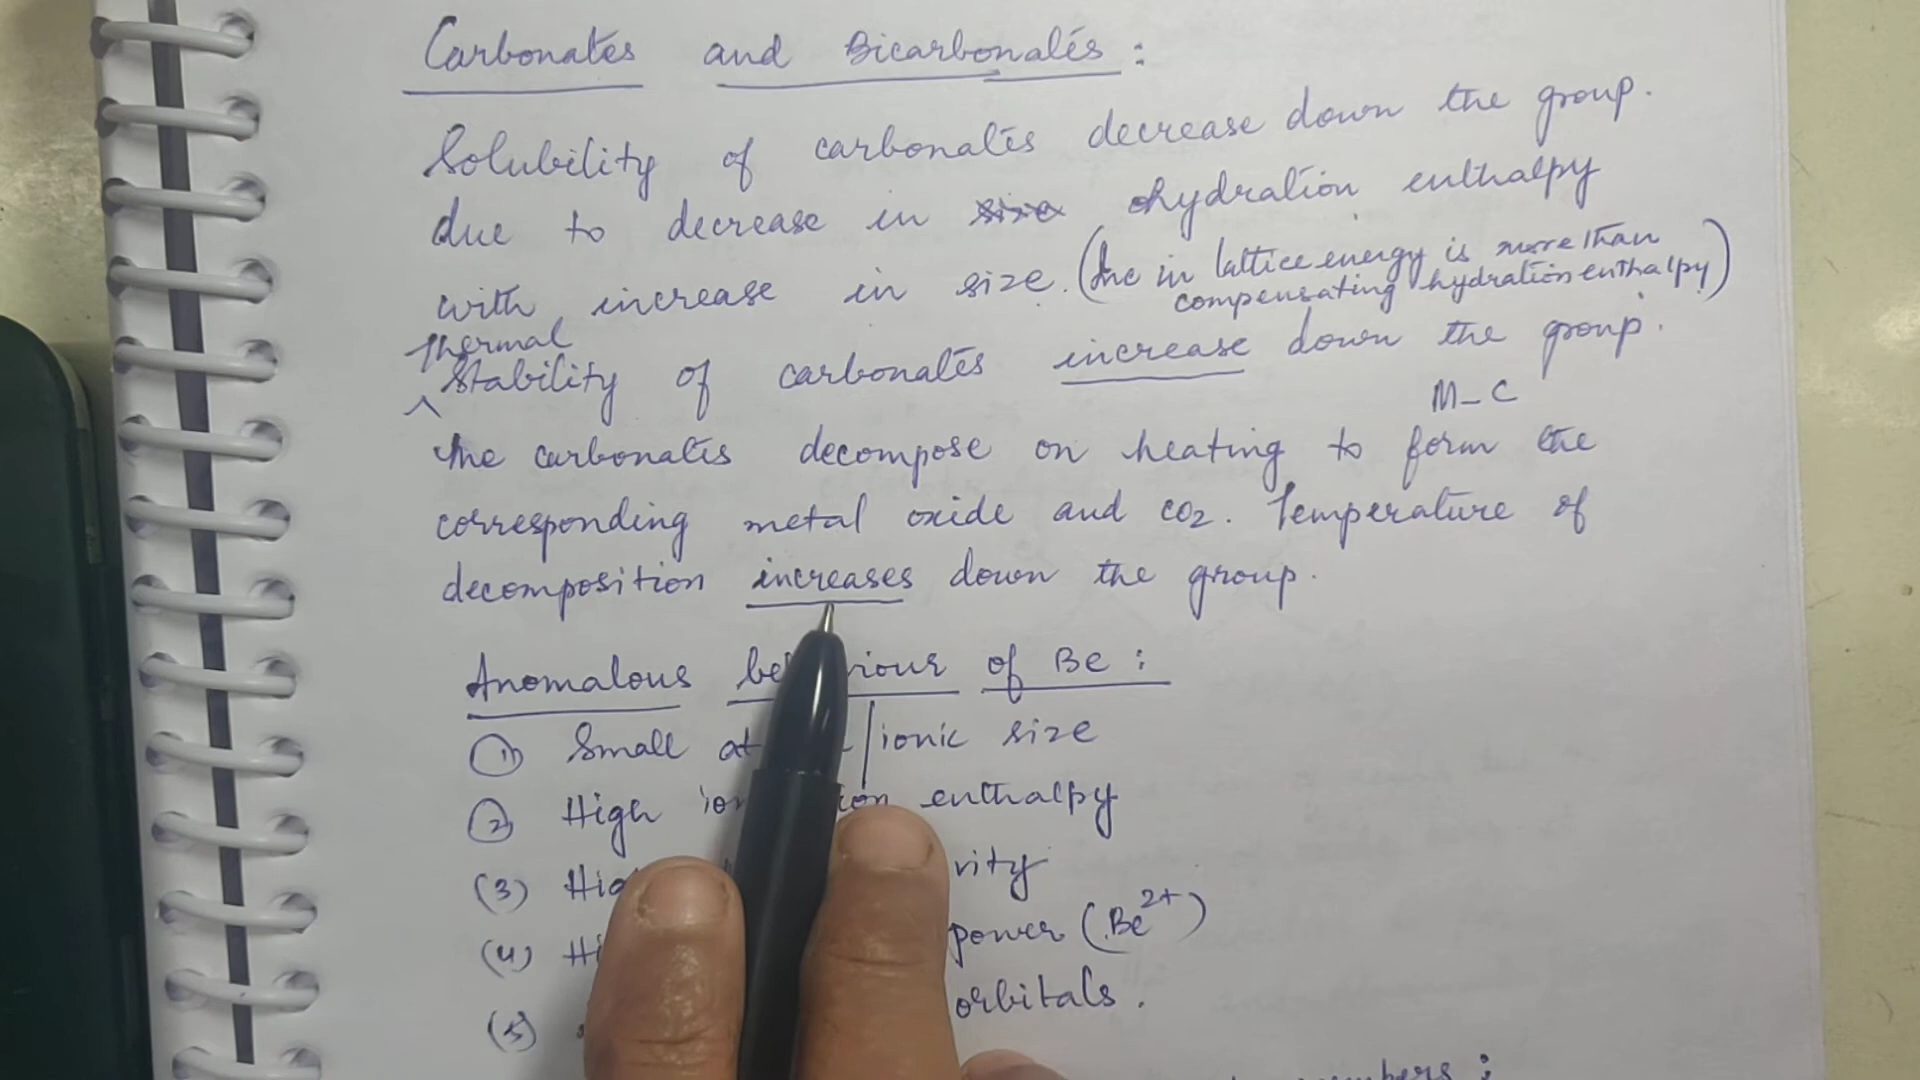 Carbonates and Bicarbonates :
Solubility of carbonates decrease down the group.
due to decrease in size hydration enthalpy
with increase in size. (Inc in lattice energy is more than
compensating hydration enthalpy)
Thermal
^ Stability of carbonates increase down the group.
M-C
The carbonates decompose on heating to form the
corresponding metal oxide and CO2. Temperature of
decomposition increases down the group.
Anomalous of Be :
① Small /ionic size
② High enthalpy
(3)
(4) power (Be2+)
(5) orbitals.